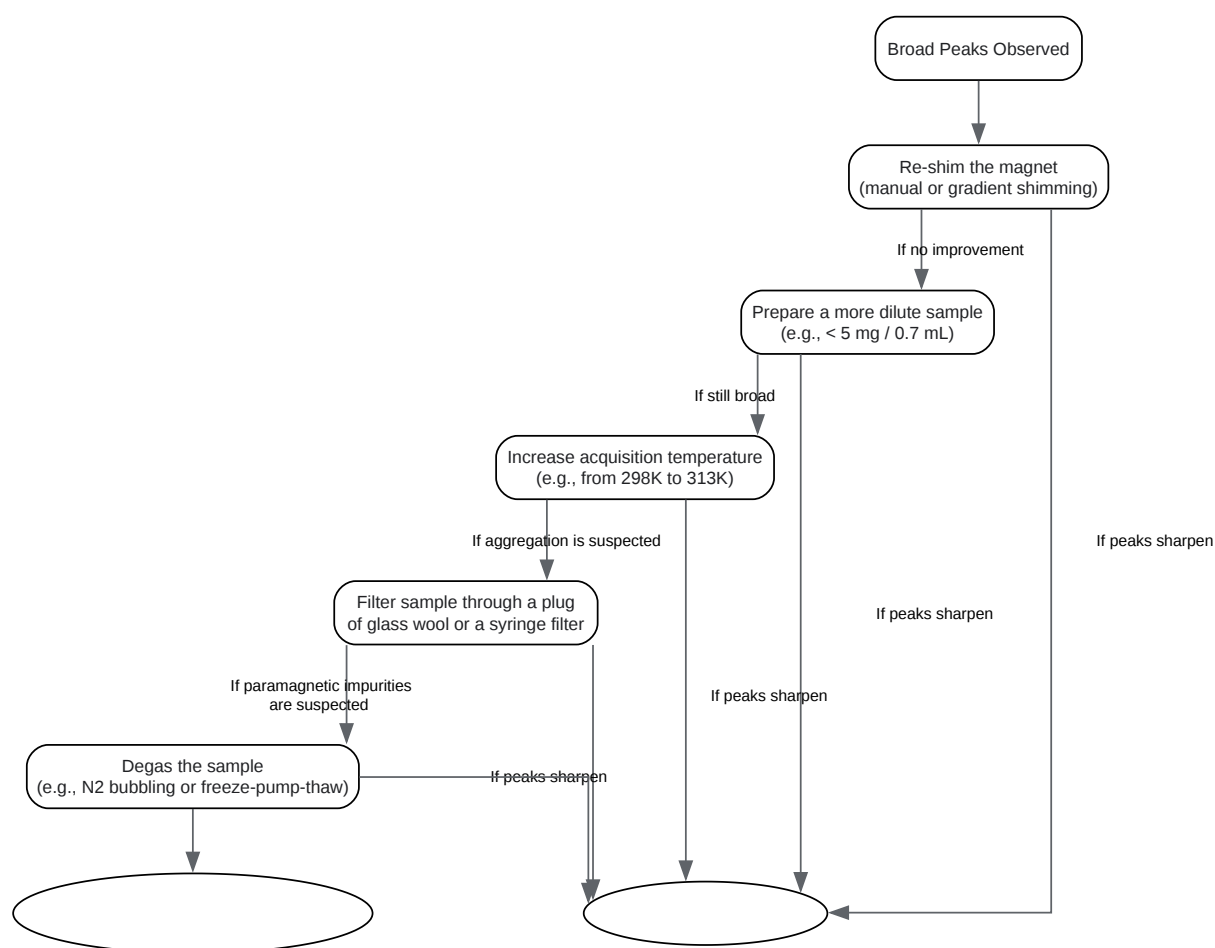 Broad Peaks Observed
Re-shim the magnet
(manual or gradient shimming)
If no improvement
Prepare a more dilute sample
(e.g., < 5 mg / 0.7 mL)
If still broad
Increase acquisition temperature
(e.g., from 298K to 313K)
If aggregation is suspected
If peaks sharpen
Filter sample through a plug
of glass wool or a syringe filter
If peaks sharpen
If paramagnetic impurities
are suspected
If peaks sharpen
Degas the sample
(e.g., N2 bubbling or freeze-pump-thaw)
If peaks sharpen